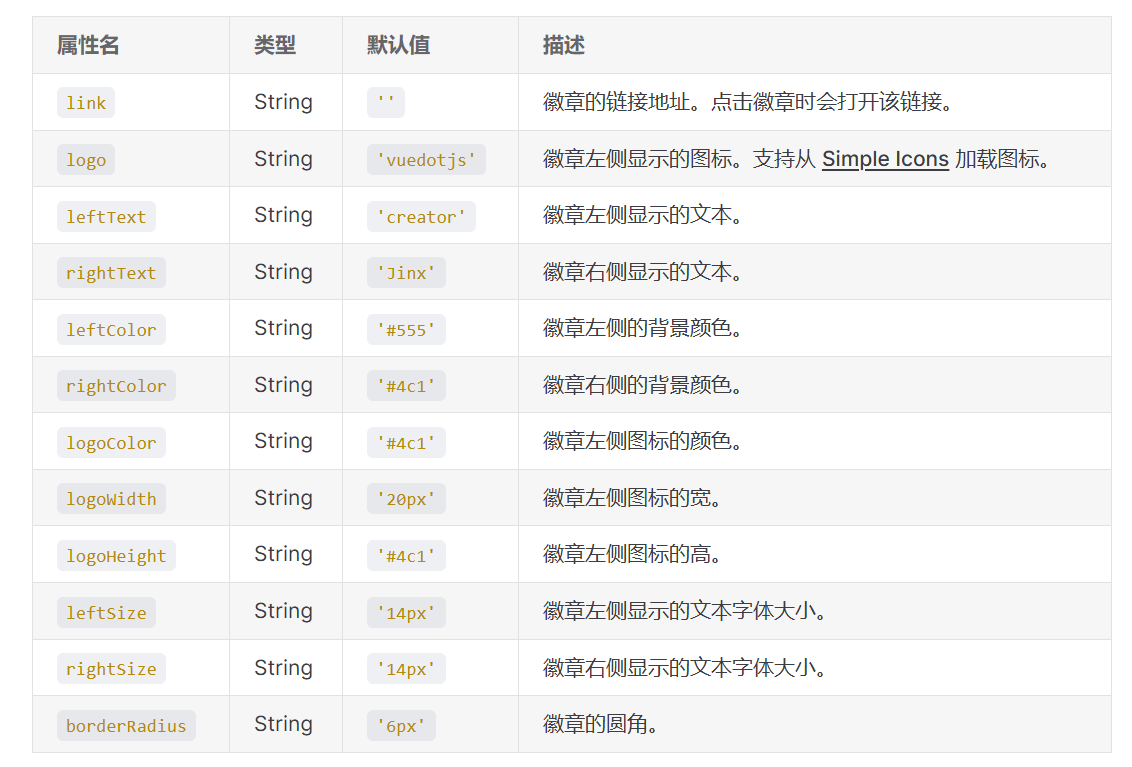 属性名 类型 默认值 描述
link String '' 徽章的链接地址。点击徽章时会打开该链接。
logo String 'vuedotjs' 徽章左侧显示的图标。支持从 Simple Icons 加载图标。
leftText String 'creator' 徽章左侧显示的文本。
rightText String 'Jinx' 徽章右侧显示的文本。
leftColor String '#555' 徽章左侧的背景颜色。
rightColor String '#4c1' 徽章右侧的背景颜色。
logoColor String '#4c1' 徽章左侧图标的颜色。
logoWidth String '20px' 徽章左侧图标的宽。
logoHeight String '#4c1' 徽章左侧图标的高。
leftSize String '14px' 徽章左侧显示的文本字体大小。
rightSize String '14px' 徽章右侧显示的文本字体大小。
borderRadius String '6px' 徽章的圆角。